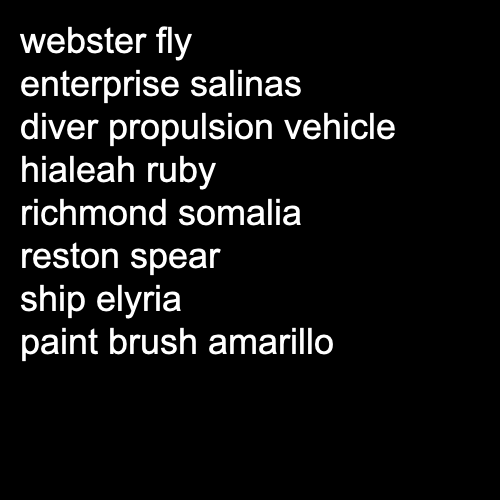 webster fly
enterprise salinas
diver propulsion vehicle
hialeah ruby
richmond somalia
reston spear
ship elyria
paint brush amarillo